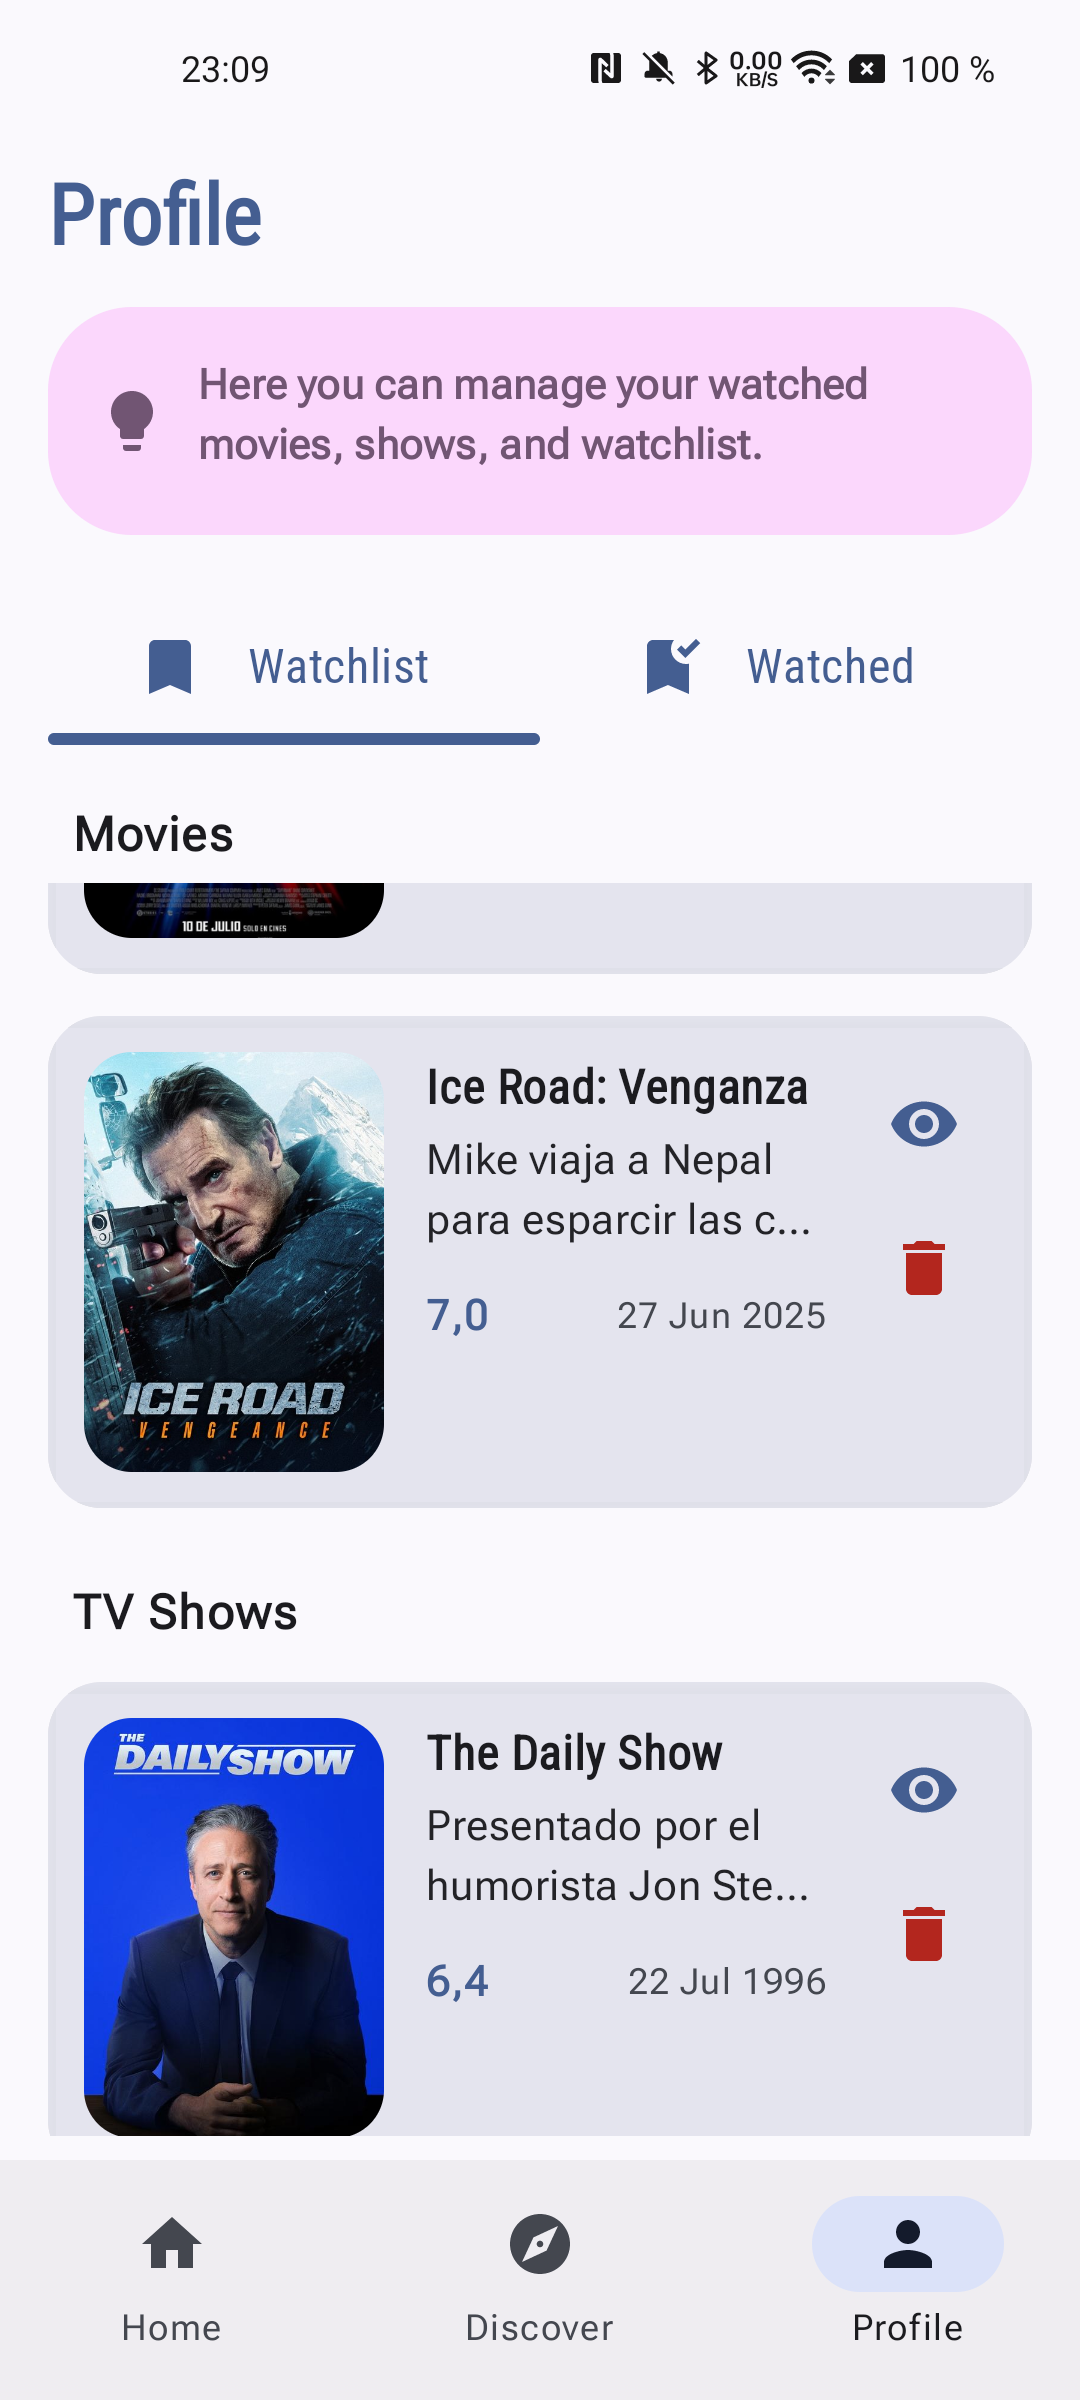 23:09
0.00
KB/S
100 %
Profile
Here you can manage your watched
movies, shows, and watchlist.
Watchlist
Watched
Movies
10 DE JULIO SOLO EN CINES
ICE ROAD
VENGEANCE
Ice Road: Venganza
Mike viaja a Nepal
para esparcir las c...
7,0
27 Jun 2025
TV Shows
THE
DAILY SHOW
The Daily Show
Presentado por el
humorista Jon Ste...
6,4
22 Jul 1996
Home
Discover
Profile